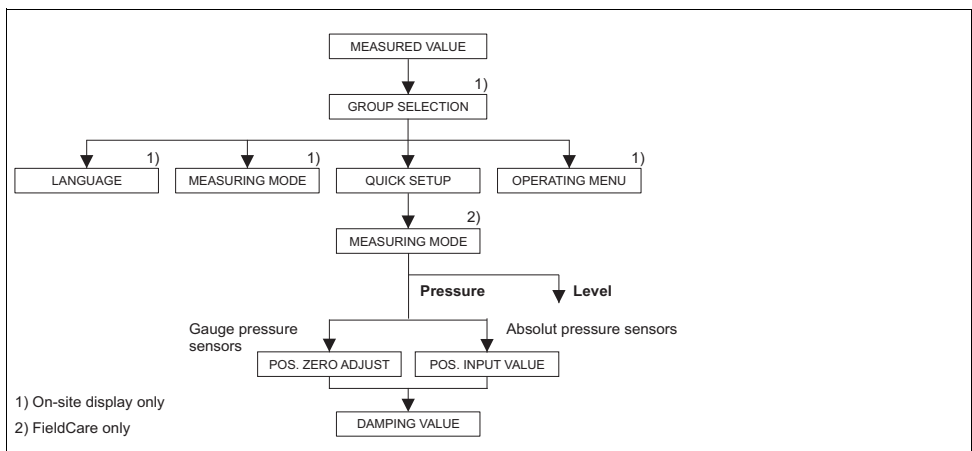 MEASURED VALUE
1)
GROUP SELECTION
1)
1)
1)
LANGUAGE
MEASURING MODE
QUICK SETUP
OPERATING MENU
2)
MEASURING MODE
Pressure
Level
Gauge pressure
sensors
Absolut pressure sensors
POS. ZERO ADJUST
POS. INPUT VALUE
1) On-site display only
DAMPING VALUE
2) FieldCare only